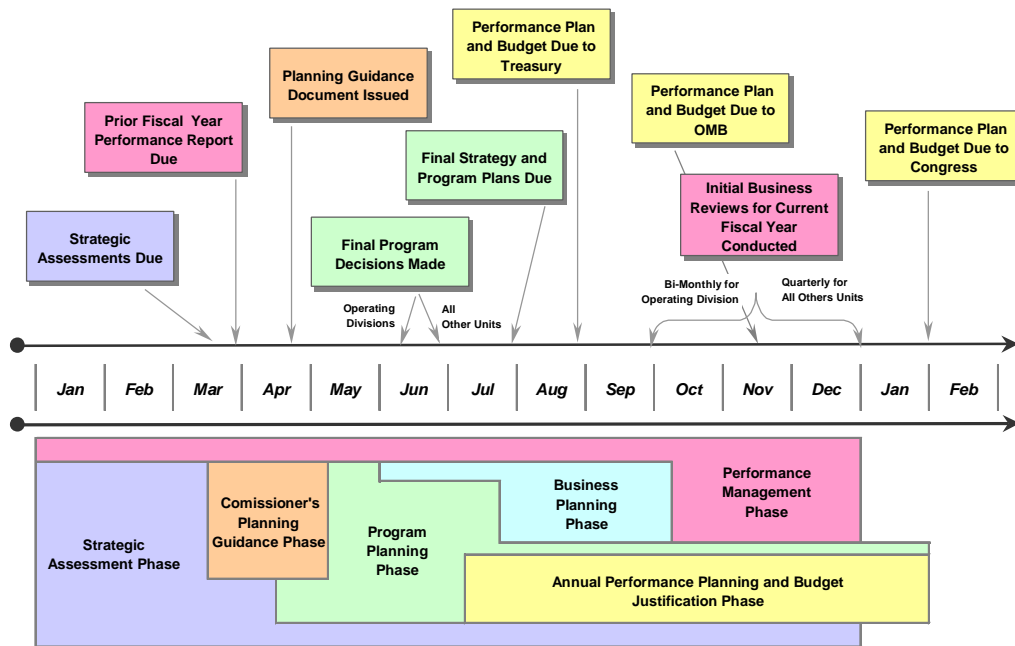 Performance Plan
and Budget Due to
Treasury
Planning Guidance
Document Issued
Performance Plan
and Budget Due to
OMB
Prior Fiscal Year
Performance Report
Due
Performance Plan
and Budget Due to
Congress
Final Strategy and
Program Plans Due
Initial Business
Reviews for Current
Fiscal Year
Conducted
Strategic
Assessments Due
Final Program
Decisions Made
Operating
Divisions
All
Other Units
Bi-Monthly for
Operating Division
Quarterly for
All Others Units
Jan
Feb
Mar
Apr
May
Jun
Jul
Aug
Sep
Oct
Nov
Dec
Jan
Feb
Strategic
Assessment Phase
Comissioner's
Planning
Guidance Phase
Program
Planning
Phase
Business
Planning
Phase
Performance
Management
Phase
Annual Performance Planning and Budget
Justification Phase